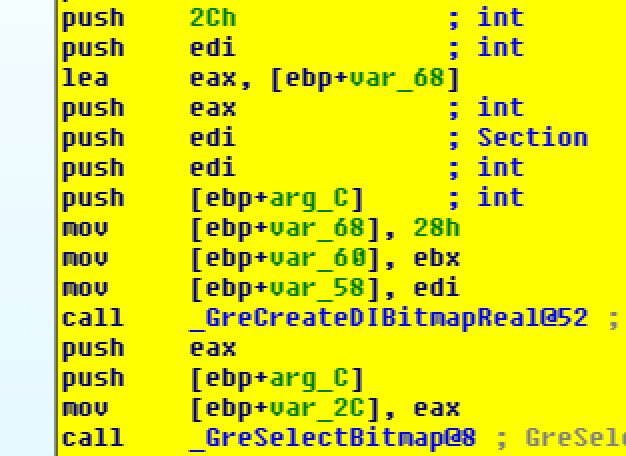 push 2Ch ; int
push edi ; int
lea eax, [ebp+var_68]
push eax ; int
push edi ; Section
push edi ; int
push [ebp+arg_C] ; int
mov [ebp+var_68], 28h
mov [ebp+var_60], ebx
mov [ebp+var_58], edi
call _GreCreateDIBitmapReal@52 ;
push eax
push [ebp+arg_C]
mov [ebp+var_2C], eax
call _GreSelectBitmap@8 ; GreSele